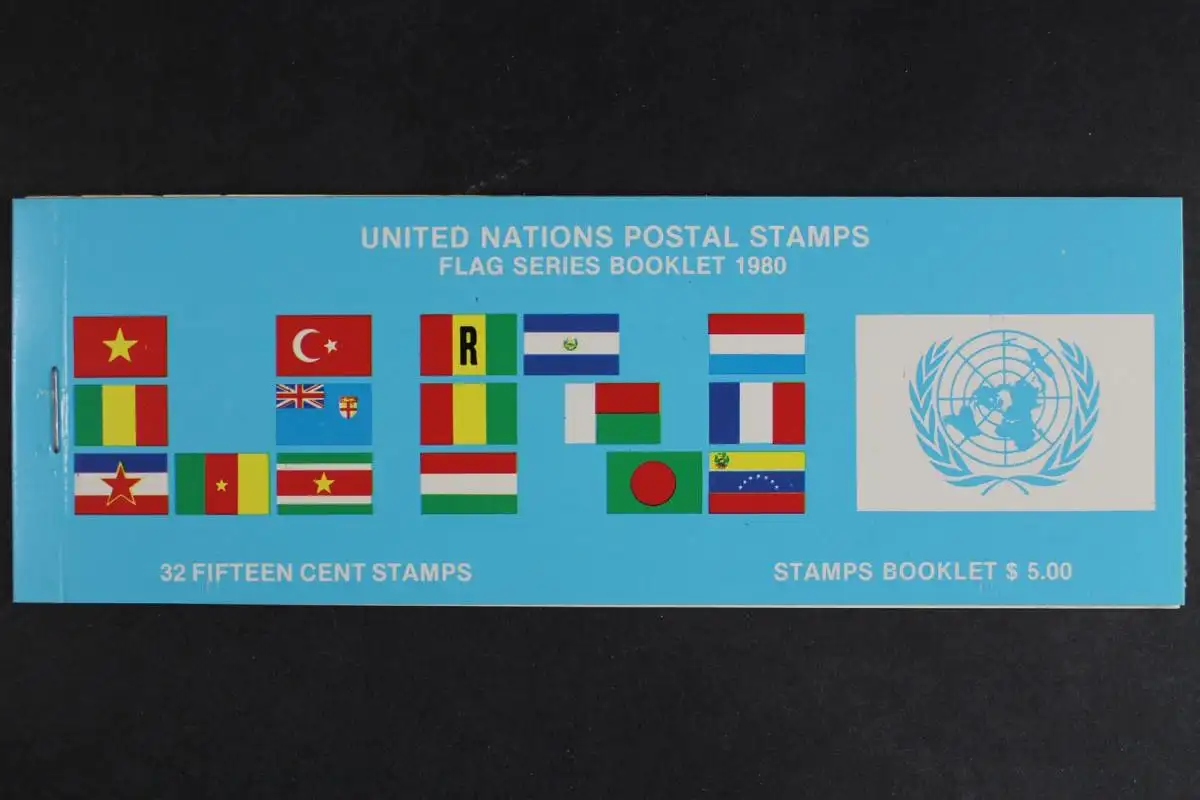 UNITED NATIONS POSTAL STAMPS
FLAG SERIES BOOKLET 1980
R
32 FIFTEEN CENT STAMPS
STAMPS BOOKLET $ 5.00